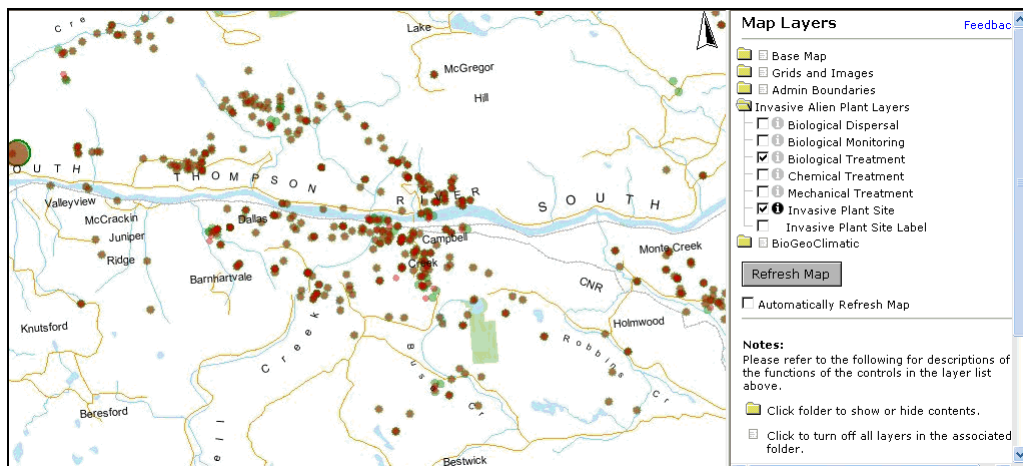 Cre
Lake
McGregor
Hill
OUTH
THOMPSON
RIVER
SOUTH
Valleyview
McCrackin
Juniper
Ridge
Dallas
Barnhartvale
Campbell
Creek
Monte Creek
CNR
Holmwood
Robbins Cr
Knutsford
Creek
Bus Cr
Beresford
ell
Bestwick
Map Layers
Feedbac
Base Map
Grids and Images
Admin Boundaries
Invasive Alien Plant Layers
Biological Dispersal
Biological Monitoring
Biological Treatment
Chemical Treatment
Mechanical Treatment
Invasive Plant Site
Invasive Plant Site Label
BioGeoClimatic
Refresh Map
Automatically Refresh Map
Notes:
Please refer to the following for descriptions of
the functions of the controls in the layer list
above.
Click folder to show or hide contents.
Click to turn off all layers in the associated
folder.